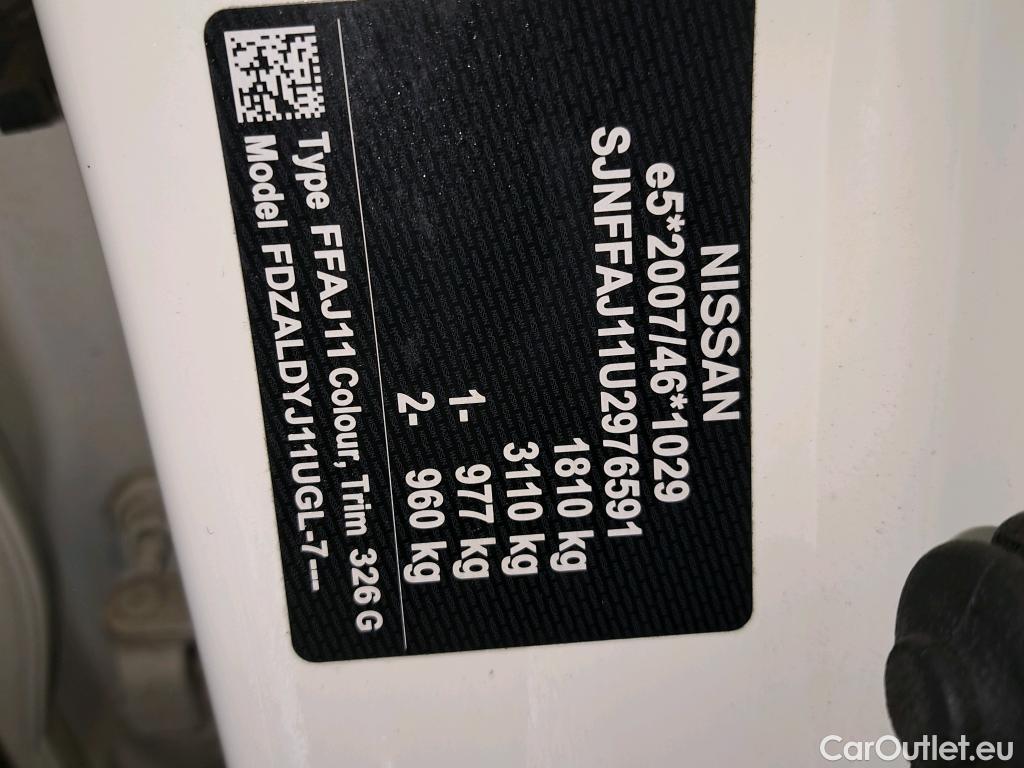 NISSAN
e5*2007/46*1029
SJNFFAJ11U2976591
1810 kg
3110 kg
1- 977 kg
2- 960 kg
Type FFAJ11 Colour, Trim 326 G
Model FDZALDYJ11UGL-7---
CarOutlet.eu